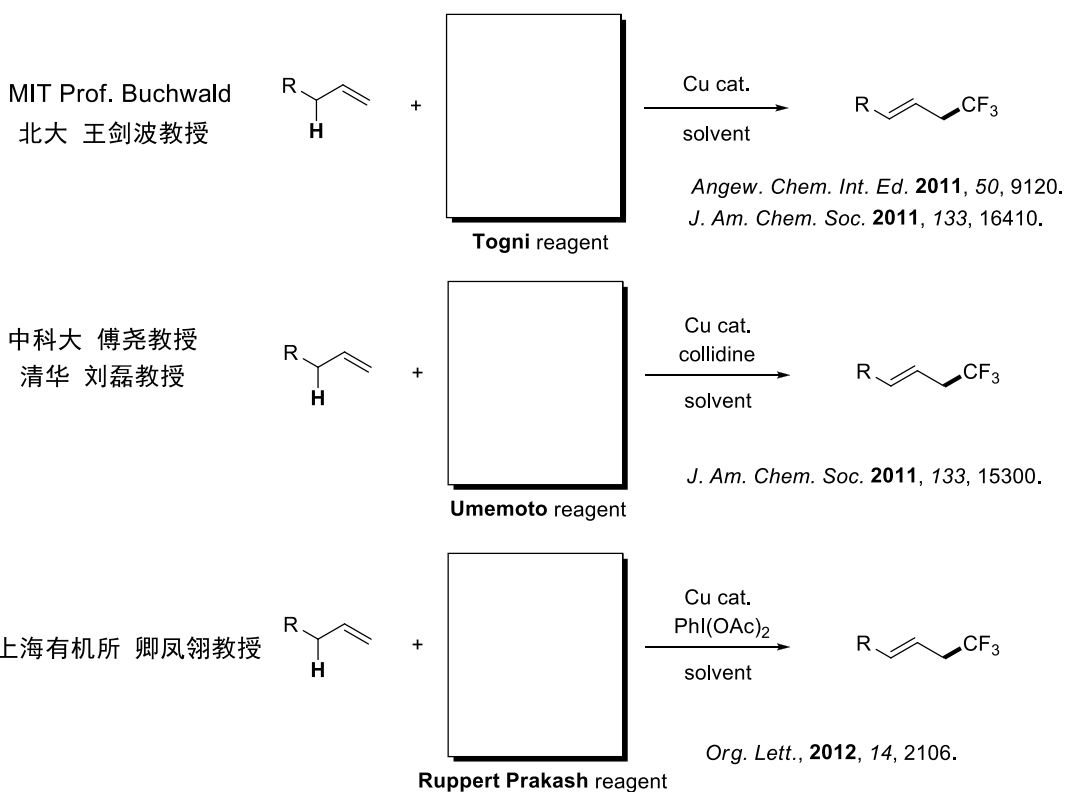 MIT Prof. Buchwald
北大 王剑波教授
R
H
+
Togni reagent
Cu cat.
solvent
R
CF3
Angew. Chem. Int. Ed. 2011, 50, 9120.
J. Am. Chem. Soc. 2011, 133, 16410.
中科大 傅尧教授
清华 刘磊教授
R
H
+
Umemoto reagent
Cu cat.
collidine
solvent
R
CF3
J. Am. Chem. Soc. 2011, 133, 15300.
上海有机所 卿凤翎教授
R
H
+
Ruppert Prakash reagent
Cu cat.
PhI(OAc)2
solvent
R
CF3
Org. Lett., 2012, 14, 2106.